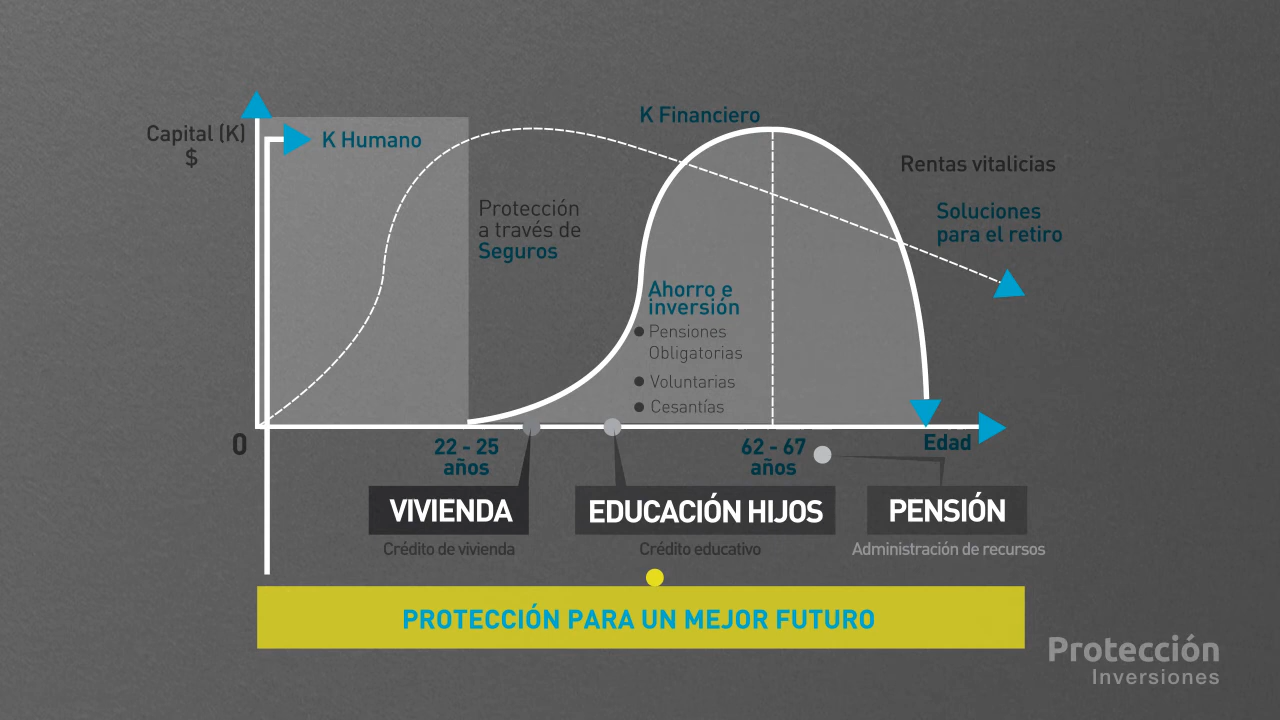 Capital (K)
$
K Humano
K Financiero
Rentas vitalicias
Soluciones
para el retiro
Protección
a través de
Seguros
Ahorro e
inversión
Pensiones
Obligatorias
Voluntarias
Cesantías
0
22 - 25
años
62 - 67
años
Edad
VIVIENDA
EDUCACIÓN HIJOS
PENSIÓN
Crédito de vivienda
Crédito educativo
Administración de recursos
PROTECCIÓN PARA UN MEJOR FUTURO
Protección
Inversiones